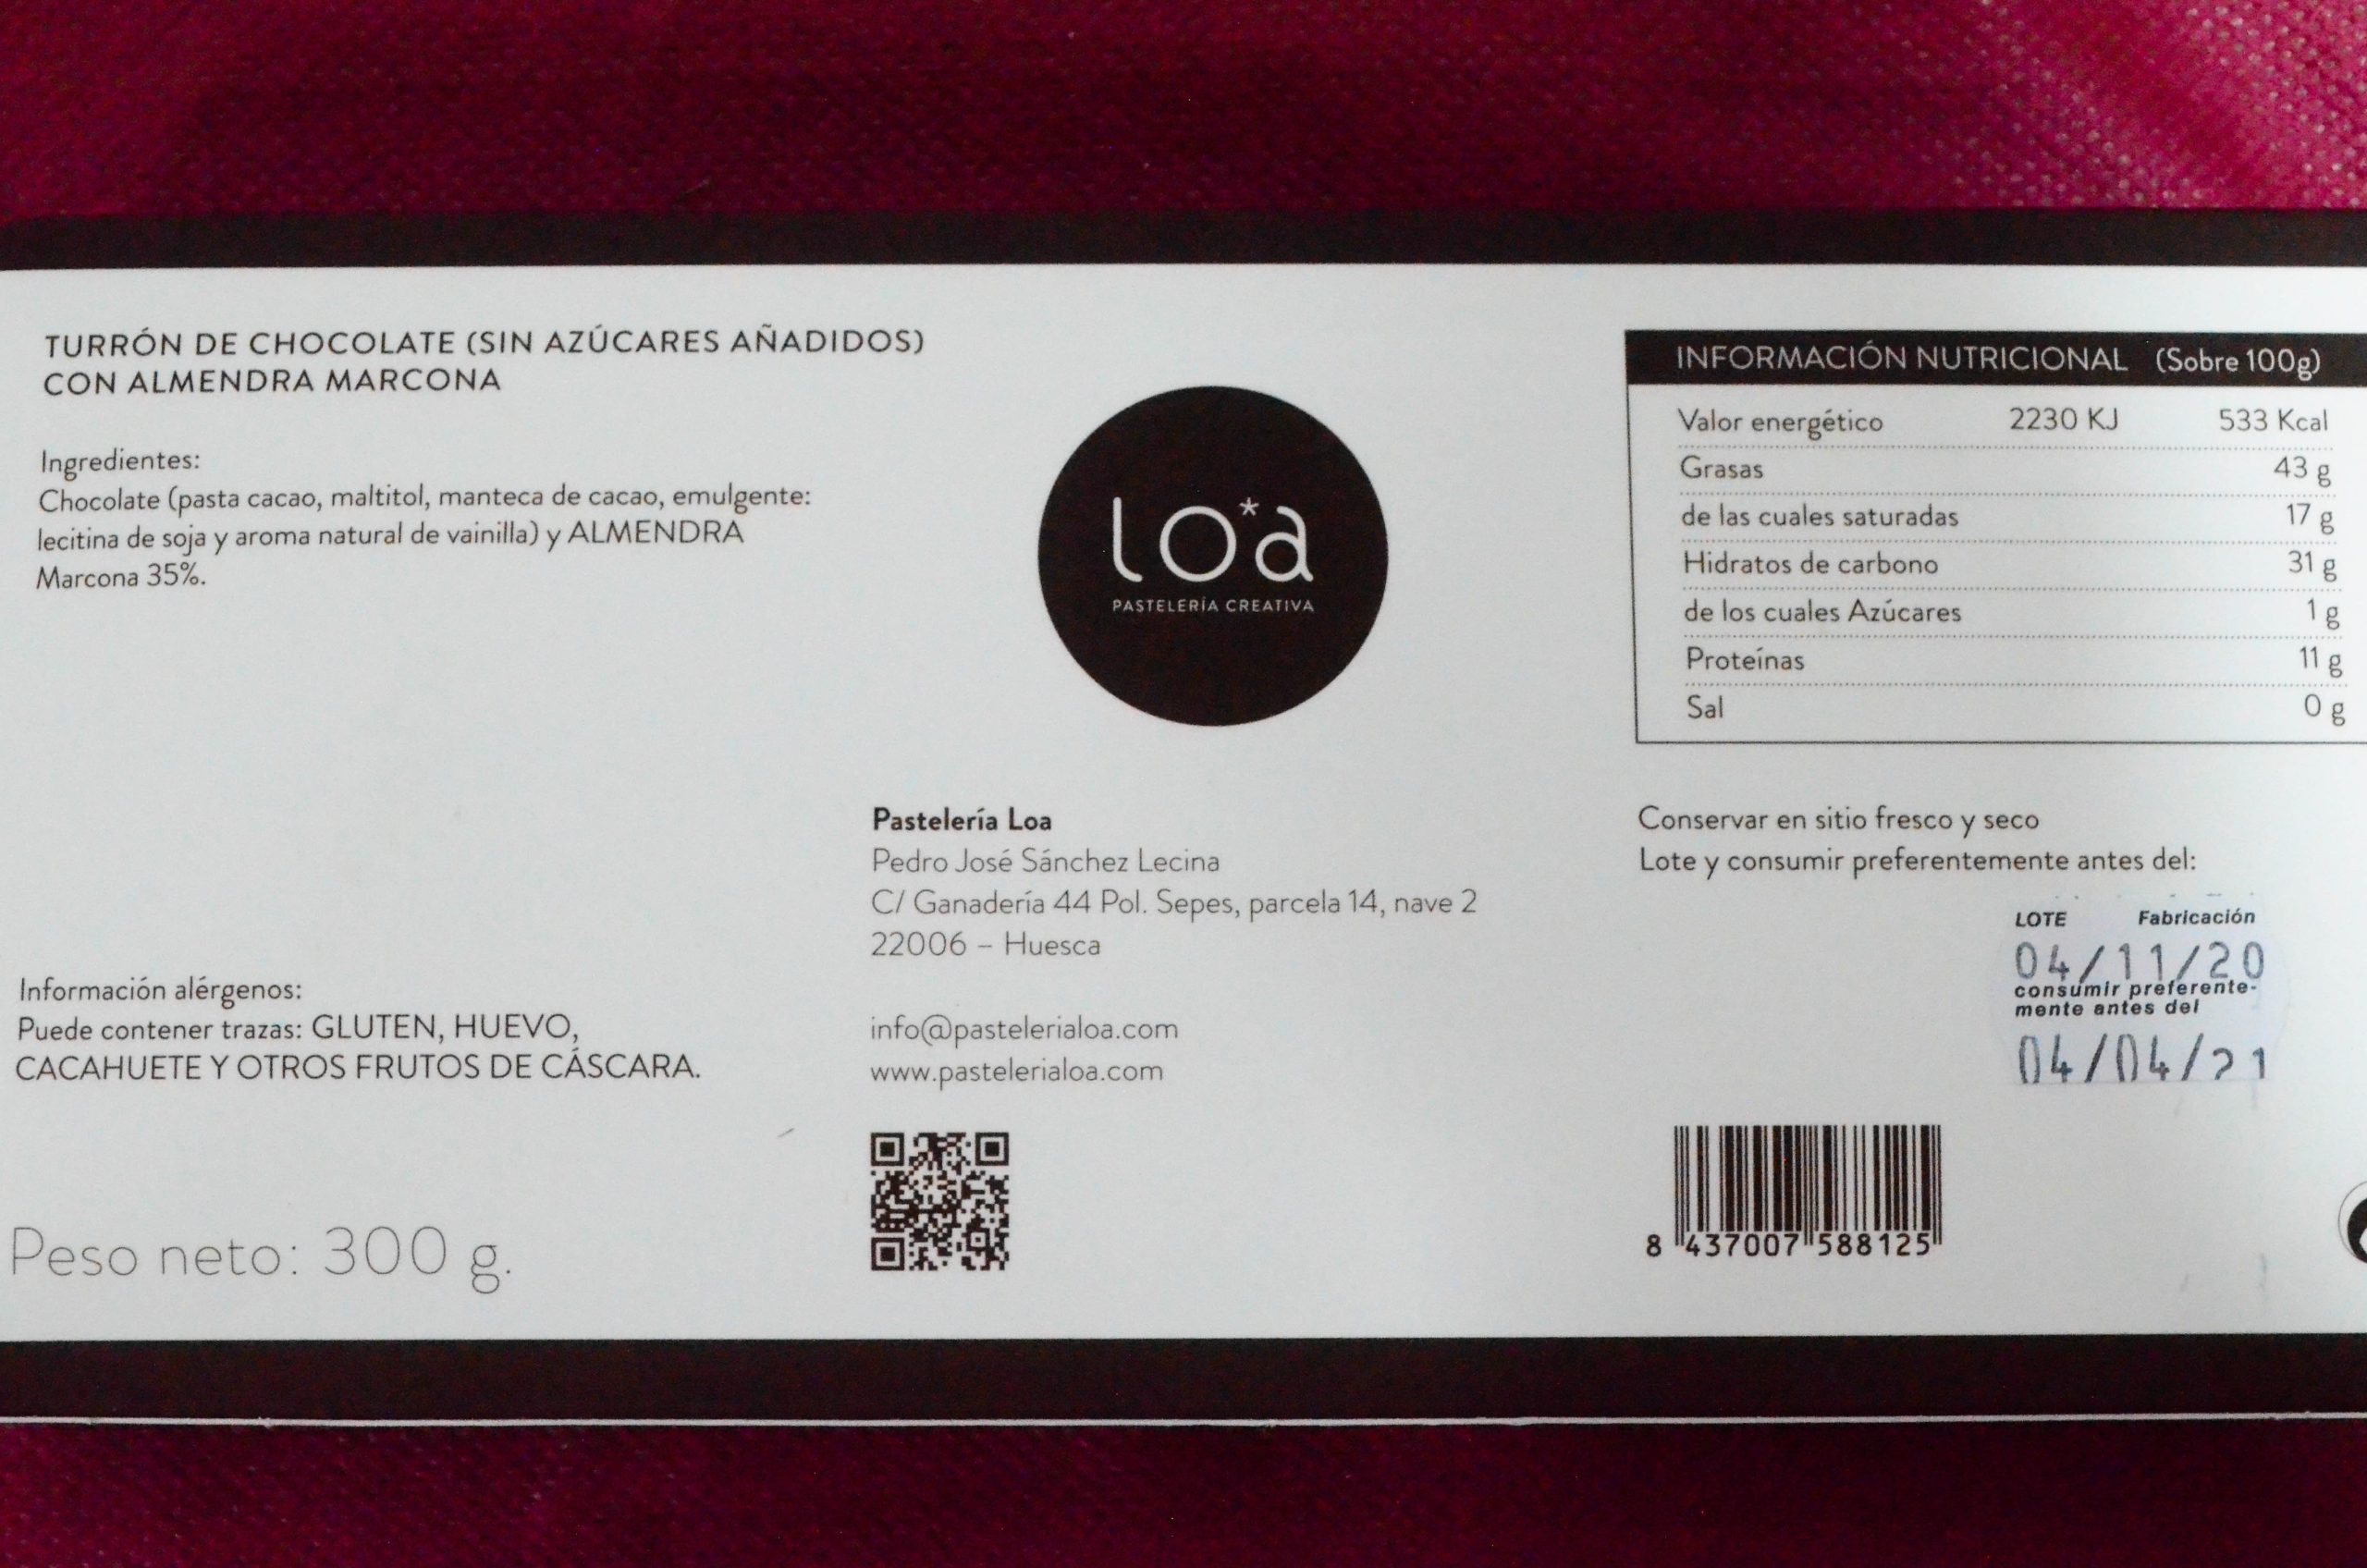 TURRÓN DE CHOCOLATE (SIN AZÚCARES AÑADIDOS)
CON ALMENDRA MARCONA
Ingredientes:
Chocolate (pasta cacao, maltitol, manteca de cacao, emulgente:
lecitina de soja y aroma natural de vainilla) y ALMENDRA
Marcona 35%.
Información alérgenos:
Puede contener trazas: GLUTEN, HUEVO,
CACAHUETE Y OTROS FRUTOS DE CÁSCARA.
Peso neto: 300 g.
lo*a
PASTELERÍA CREATIVA
Pastelería Loa
Pedro José Sánchez Lecina
C/ Ganadería 44 Pol. Sepes, parcela 14, nave 2
22006 – Huesca
info@pastelerialoa.com
www.pastelerialoa.com
INFORMACIÓN NUTRICIONAL (Sobre 100g)
Valor energético 2230 KJ 533 Kcal
Grasas 43 g
de las cuales saturadas 17 g
Hidratos de carbono 31 g
de los cuales Azúcares 1 g
Proteínas 11 g
Sal 0 g
Conservar en sitio fresco y seco
Lote y consumir preferentemente antes del:
LOTE Fabricación
04/11/20
consumir preferente-
mente antes del
04/04/21
8 437007 588125